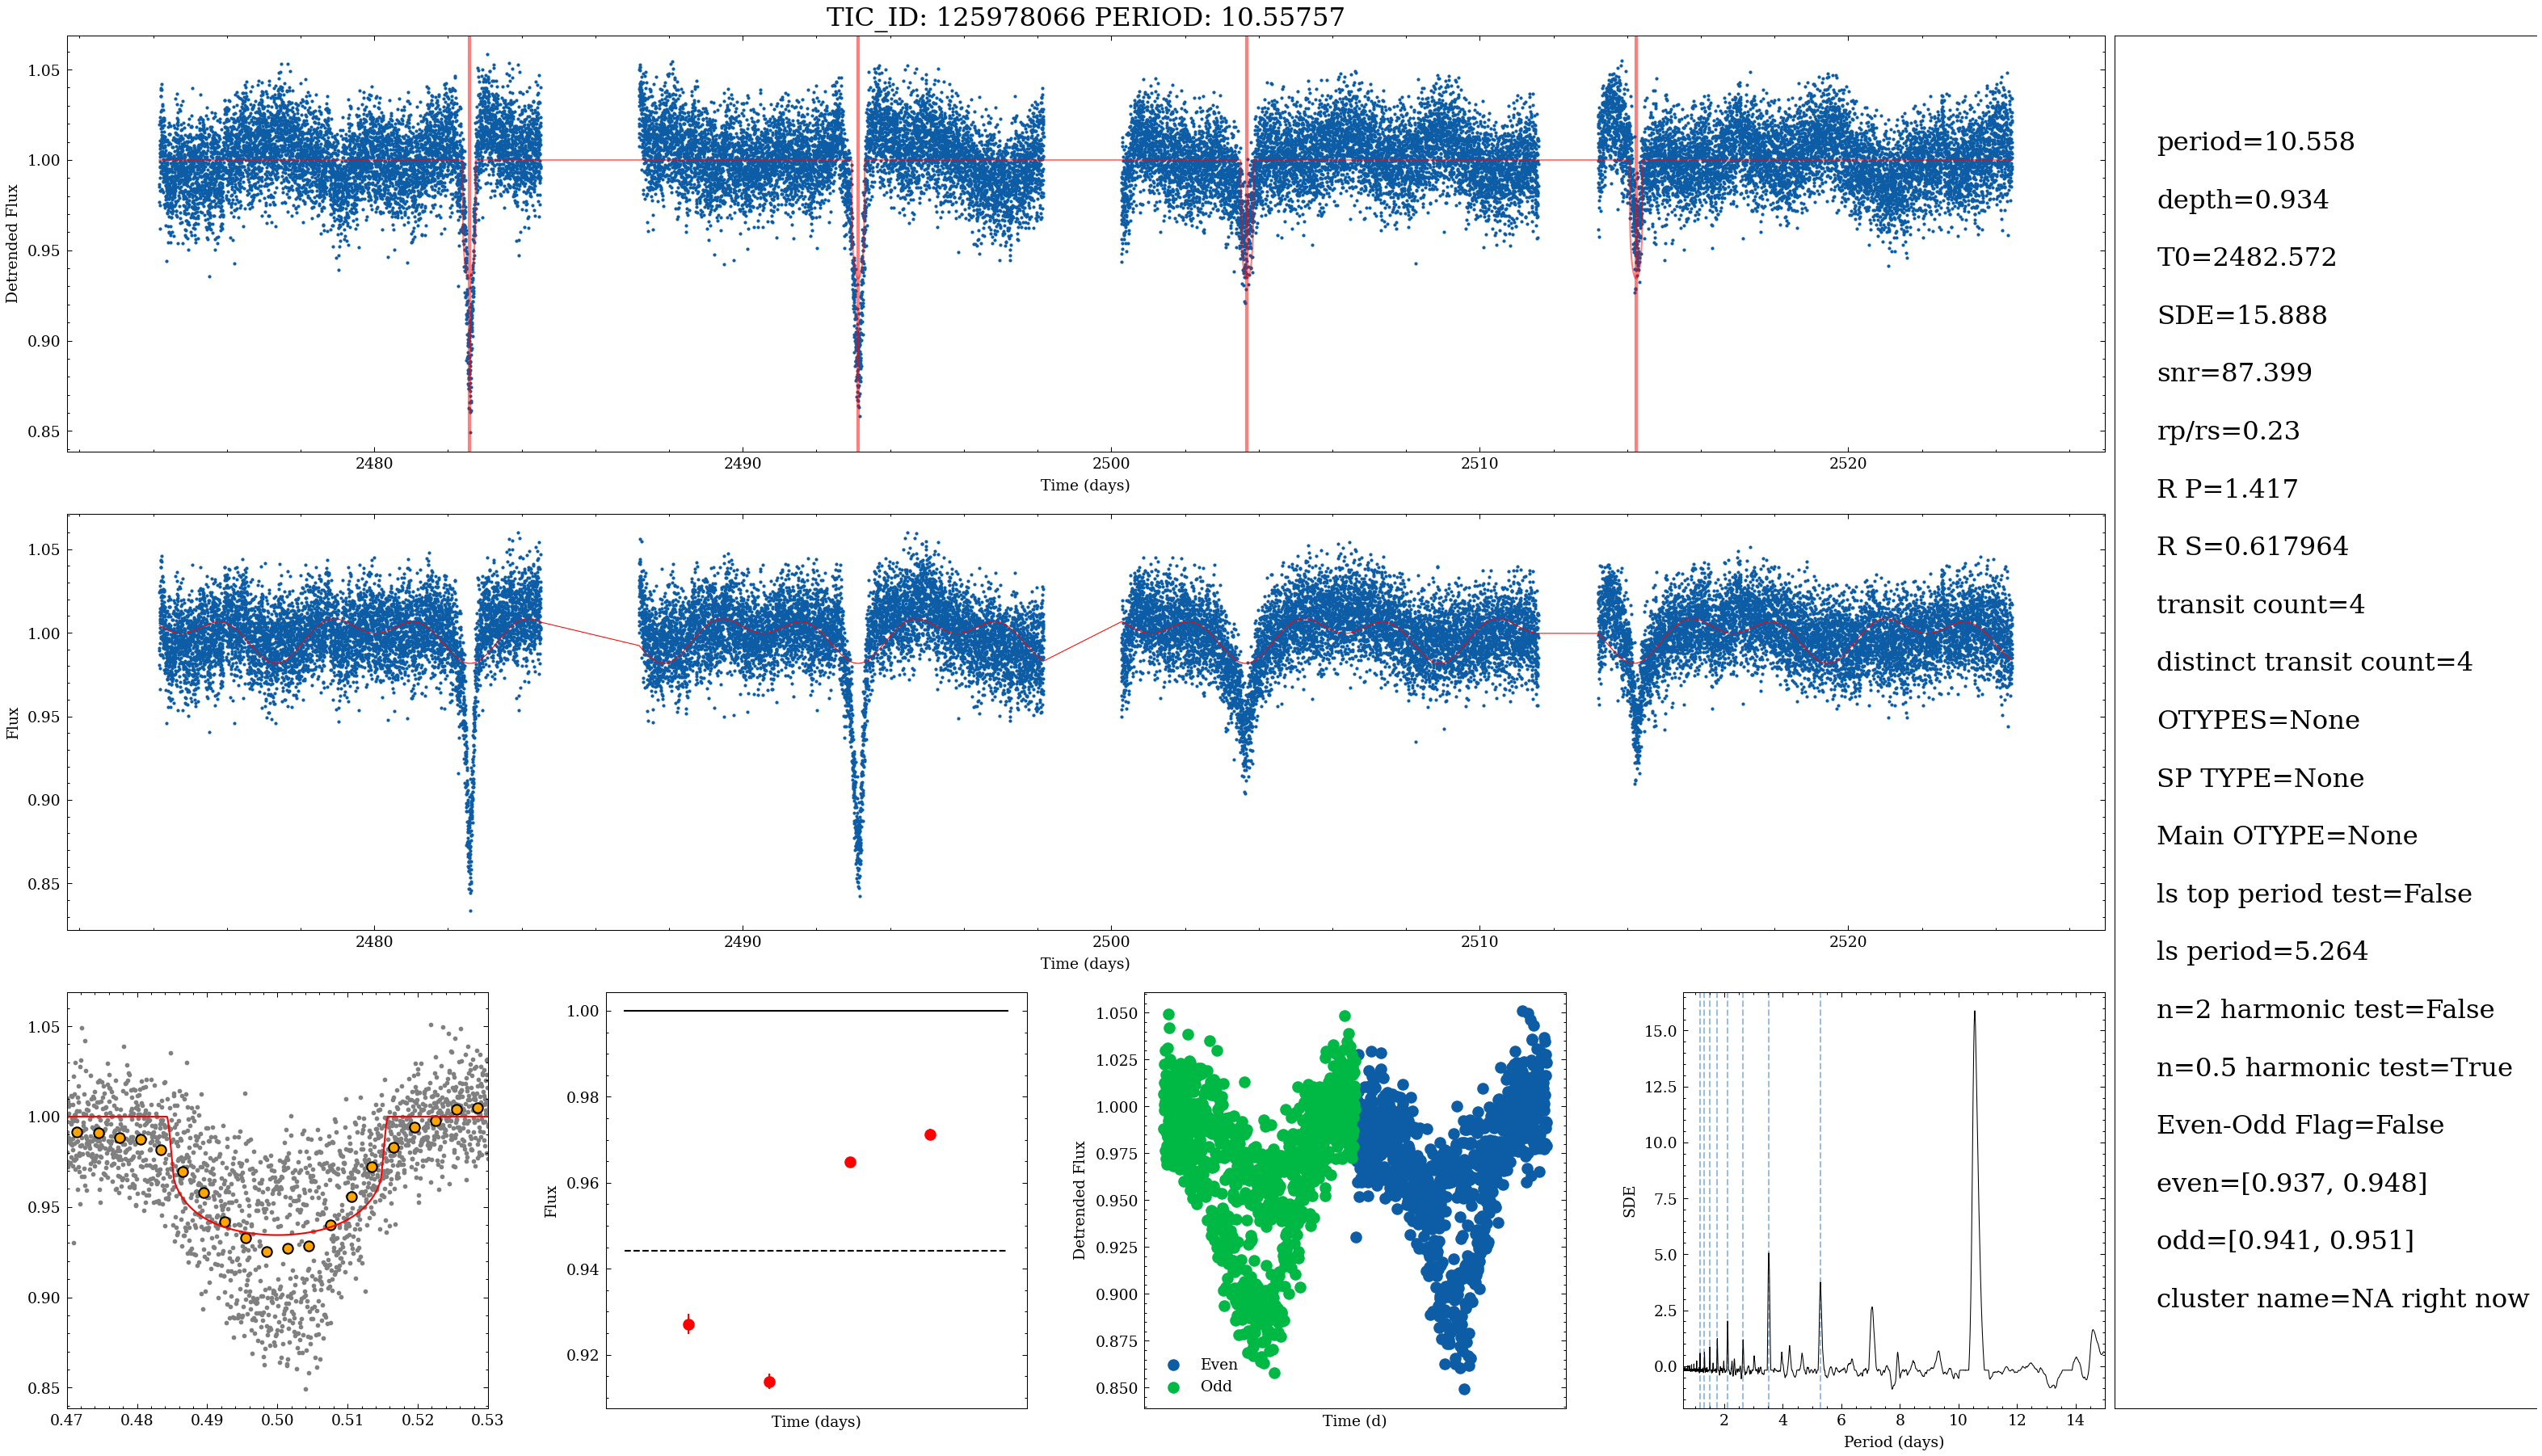 TIC_ID: 125978066 PERIOD: 10.55757
1.05
1.00
0.95
0.90
0.85
Detrended Flux
2480
2490
2500
2510
2520
Time (days)
1.05
1.00
0.95
0.90
0.85
Flux
2480
2490
2500
2510
2520
Time (days)
1.05
1.00
0.95
0.90
0.85
0.47
0.48
0.49
0.50
0.51
0.52
0.53
1.00
0.98
0.96
0.94
0.92
Flux
Time (days)
1.050
1.025
1.000
0.975
0.950
0.925
0.900
0.875
0.850
Detrended Flux
Even
Odd
Time (d)
15.0
12.5
10.0
7.5
5.0
2.5
0.0
SDE
2
4
6
8
10
12
14
Period (days)
period=10.558
depth=0.934
T0=2482.572
SDE=15.888
snr=87.399
rp/rs=0.23
R P=1.417
R S=0.617964
transit count=4
distinct transit count=4
OTYPES=None
SP TYPE=None
Main OTYPE=None
ls top period test=False
ls period=5.264
n=2 harmonic test=False
n=0.5 harmonic test=True
Even-Odd Flag=False
even=[0.937, 0.948]
odd=[0.941, 0.951]
cluster name=NA right now